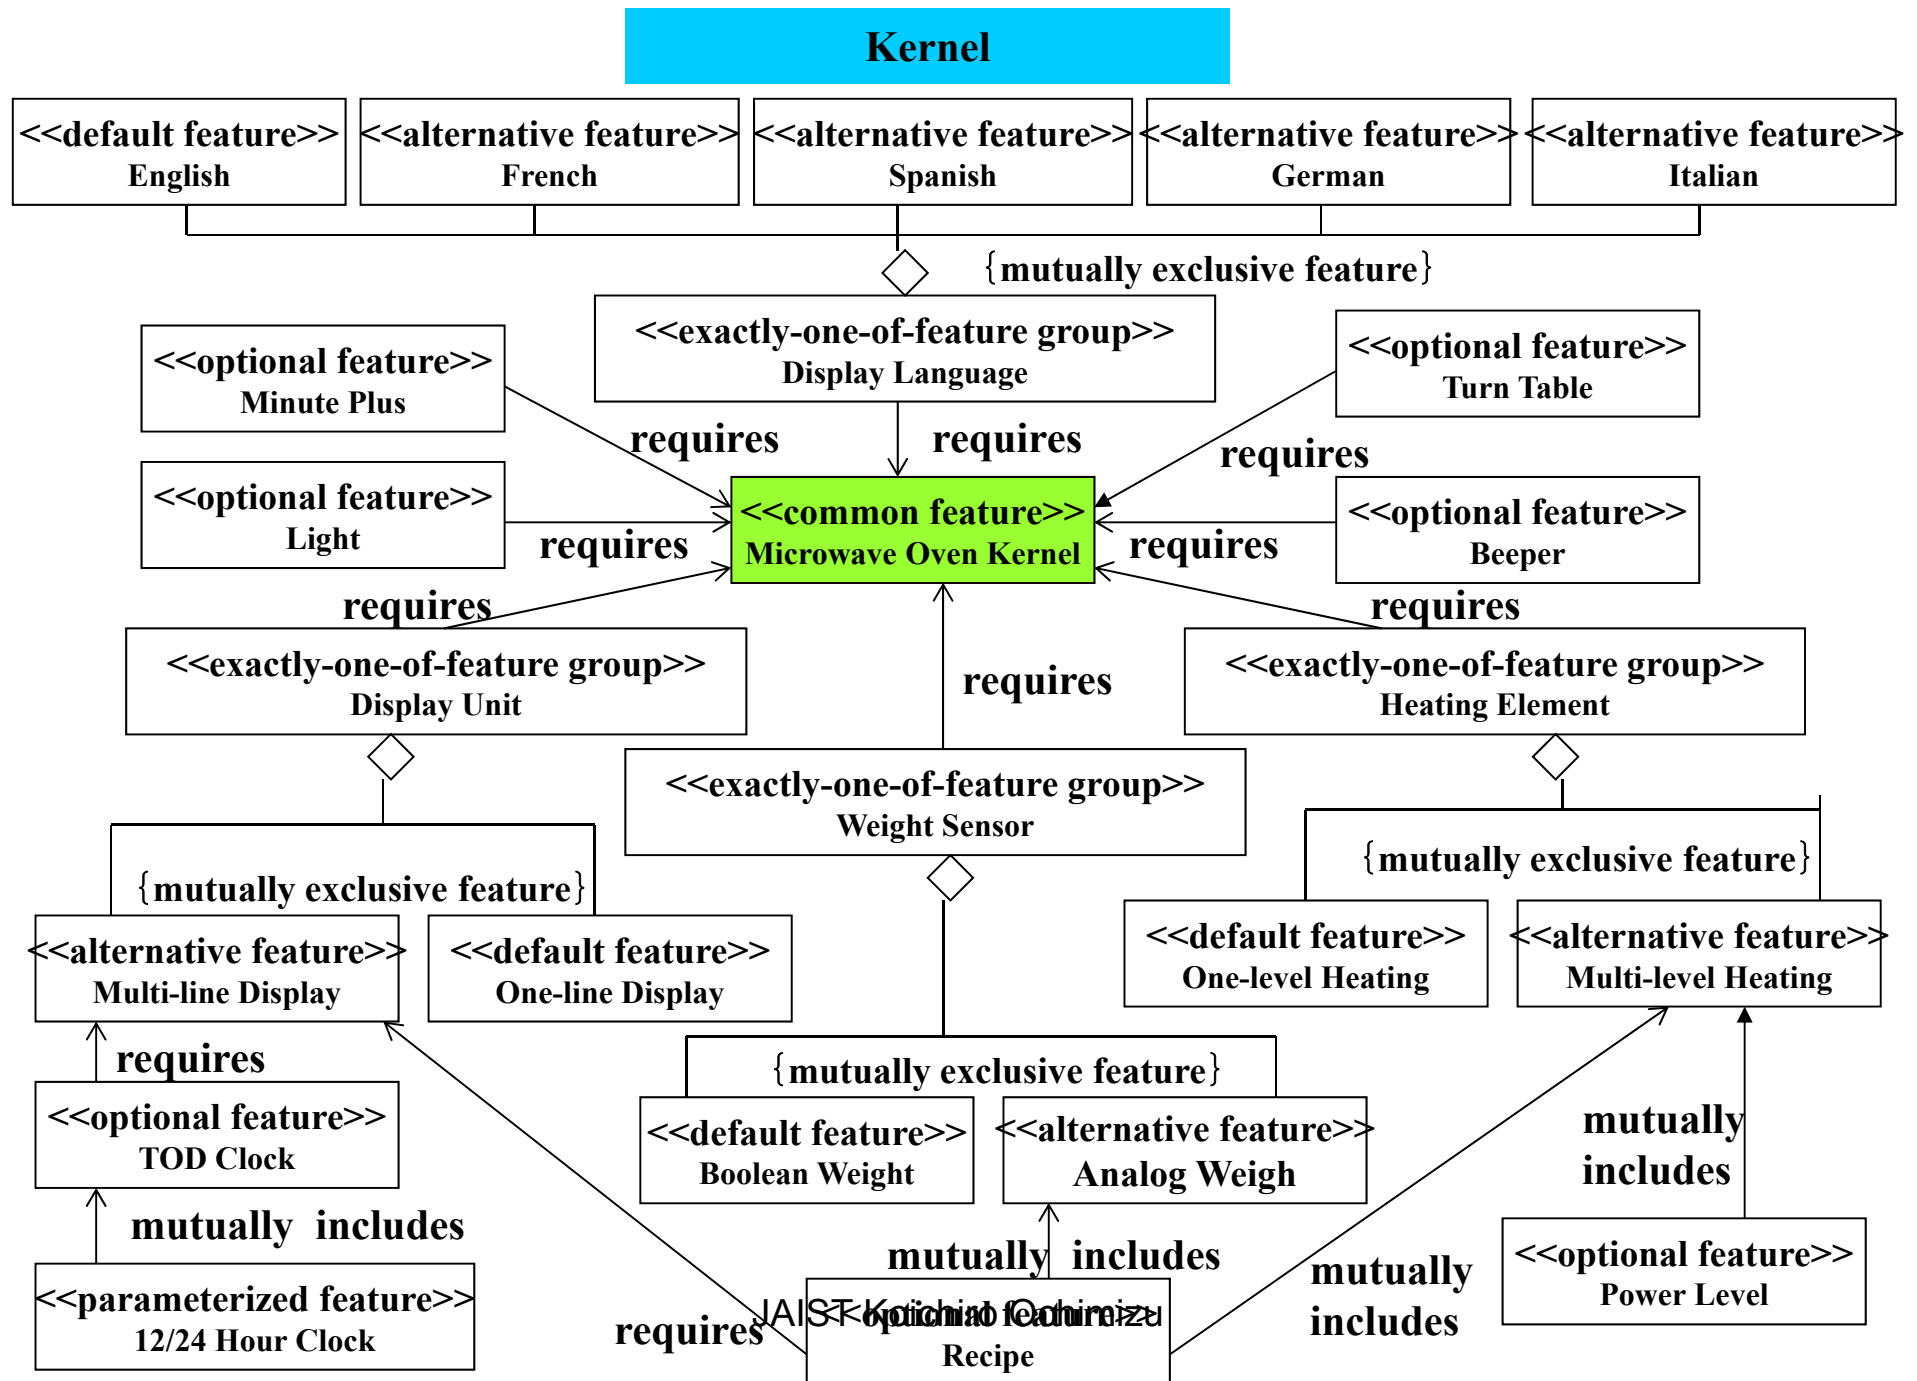 Kernel
<<default feature>>
English
<<alternative feature>>
French
<<alternative feature>>
Spanish
<<alternative feature>>
German
<<alternative feature>>
Italian
{mutually exclusive feature}
<<exactly-one-of-feature group>>
Display Language
<<optional feature>>
Minute Plus
<<optional feature>>
Turn Table
requires
requires
requires
<<optional feature>>
Light
<<common feature>>
Microwave Oven Kernel
<<optional feature>>
Beeper
requires
requires
requires
requires
<<exactly-one-of-feature group>>
Display Unit
requires
<<exactly-one-of-feature group>>
Heating Element
<<exactly-one-of-feature group>>
Weight Sensor
{mutually exclusive feature}
{mutually exclusive feature}
<<alternative feature>>
Multi-line Display
<<default feature>>
One-line Display
<<default feature>>
One-level Heating
<<alternative feature>>
Multi-level Heating
requires
{mutually exclusive feature}
<<optional feature>>
TOD Clock
<<default feature>>
Boolean Weight
<<alternative feature>>
Analog Weigh
mutually
includes
mutually includes
mutually includes
<<parameterized feature>>
12/24 Hour Clock
requires
<<optional feature>>
Recipe
JAIST Koichiro Ochimizu
mutually
includes
<<optional feature>>
Power Level